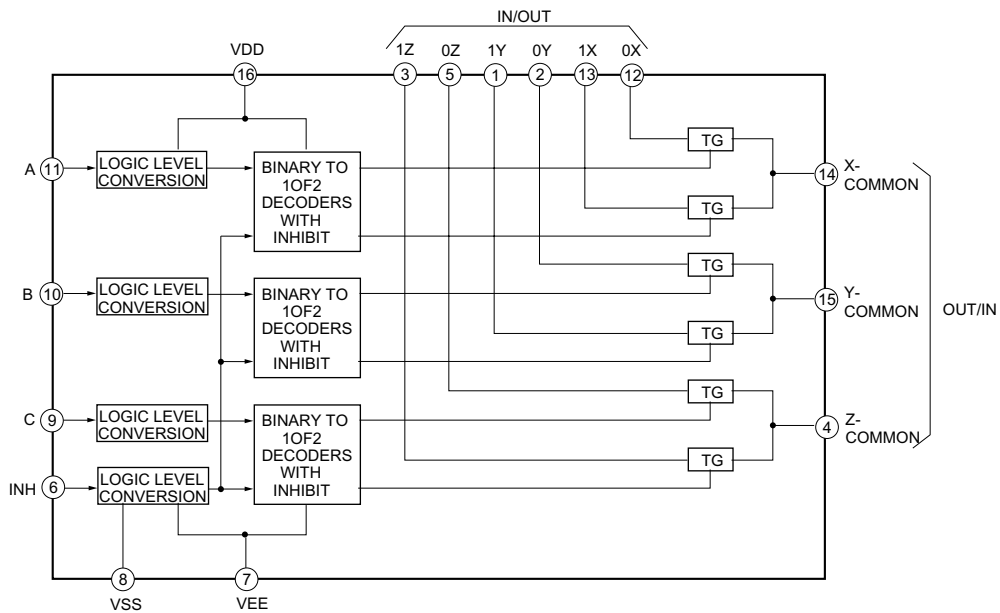 IN/OUT
VDD 1Z 0Z 1Y 0Y 1X 0X
16 3 5 1 2 13 12
A 11 LOGIC LEVEL
CONVERSION
BINARY TO
1OF2
DECODERS
WITH
INHIBIT
TG
TG
14 X-
COMMON
B 10 LOGIC LEVEL
CONVERSION
BINARY TO
1OF2
DECODERS
WITH
INHIBIT
TG
TG
15 Y-
COMMON
OUT/IN
C 9 LOGIC LEVEL
CONVERSION
BINARY TO
1OF2
DECODERS
WITH
INHIBIT
TG
TG
4 Z-
COMMON
INH 6 LOGIC LEVEL
CONVERSION
8 7
VSS VEE